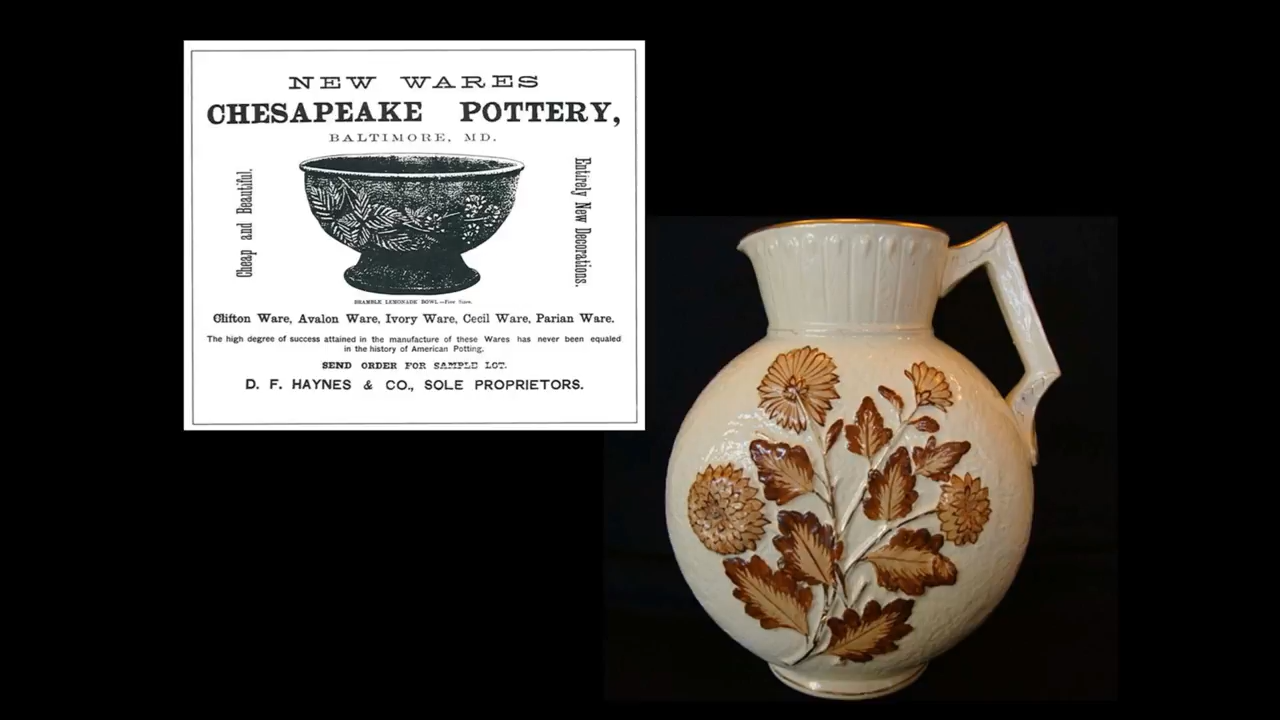 NEW WARES
CHESAPEAKE POTTERY,
BALTIMORE, MD.
Cheap and Beautiful.
Entirely New Decorations.
BRAMBLE LEMONADE BOWL.—Five Sizes.
Clifton Ware, Avalon Ware, Ivory Ware, Cecil Ware, Parian Ware.
The high degree of success attained in the manufacture of these Wares has never been equaled
in the history of American Potting.
SEND ORDER FOR SAMPLE LOT.
D. F. HAYNES & CO., SOLE PROPRIETORS.